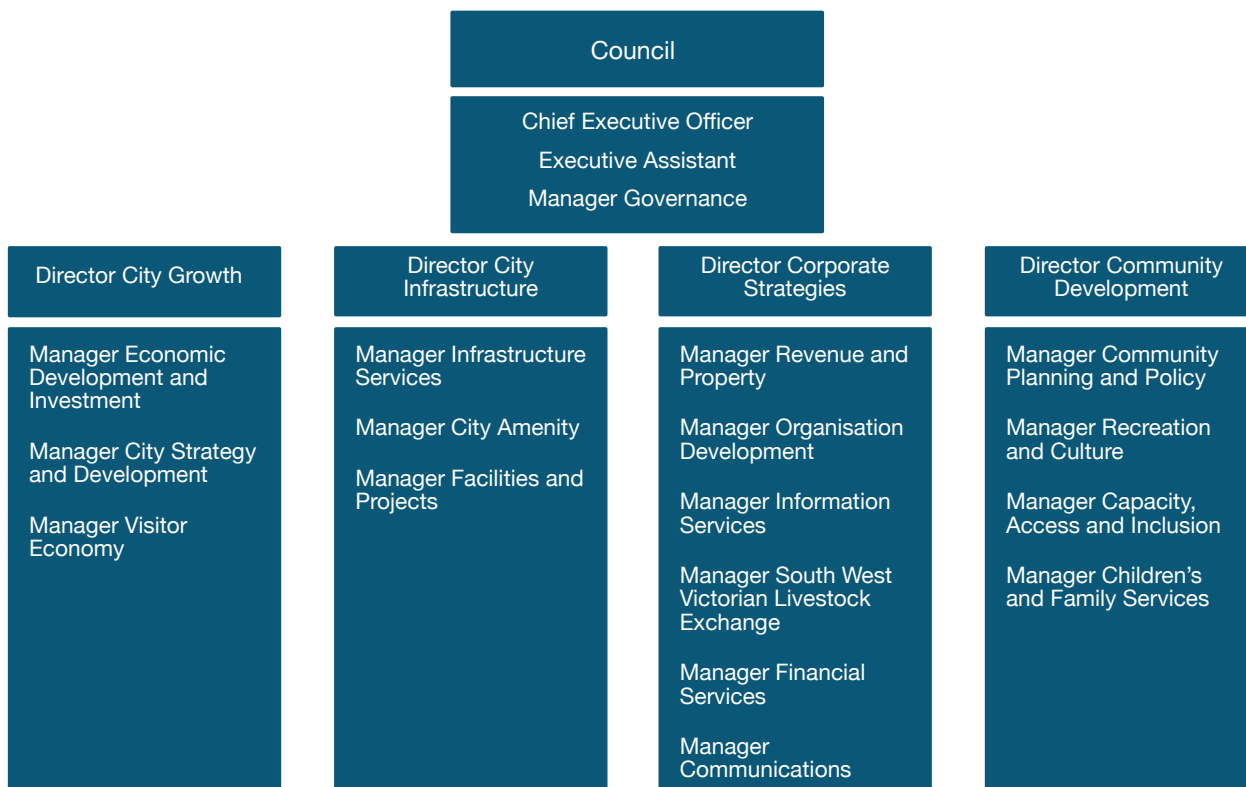 Council
Chief Executive Officer
Executive Assistant
Manager Governance
Director City Growth
Director City
Infrastructure
Director Corporate
Strategies
Director Community
Development
Manager Economic
Development and
Investment
Manager City Strategy
and Development
Manager Visitor
Economy
Manager Infrastructure
Services
Manager City Amenity
Manager Facilities and
Projects
Manager Revenue and
Property
Manager Organisation
Development
Manager Information
Services
Manager South West
Victorian Livestock
Exchange
Manager Financial
Services
Manager
Communications
Manager Community
Planning and Policy
Manager Recreation
and Culture
Manager Capacity,
Access and Inclusion
Manager Children’s
and Family Services